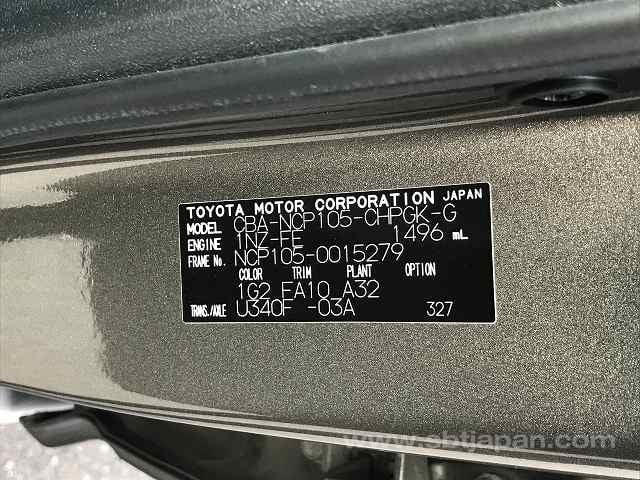 TOYOTA MOTOR CORPORATION JAPAN
MODEL CBA-NCP105-CHPGK-G
ENGINE 1NZ-FE 1496 mL
FRAME No. NCP105-0015279
COLOR TRIM PLANT OPTION
1G2 FA10 A32
TRANS./AXLE U340F -03A 327
www.sbtjapan.com